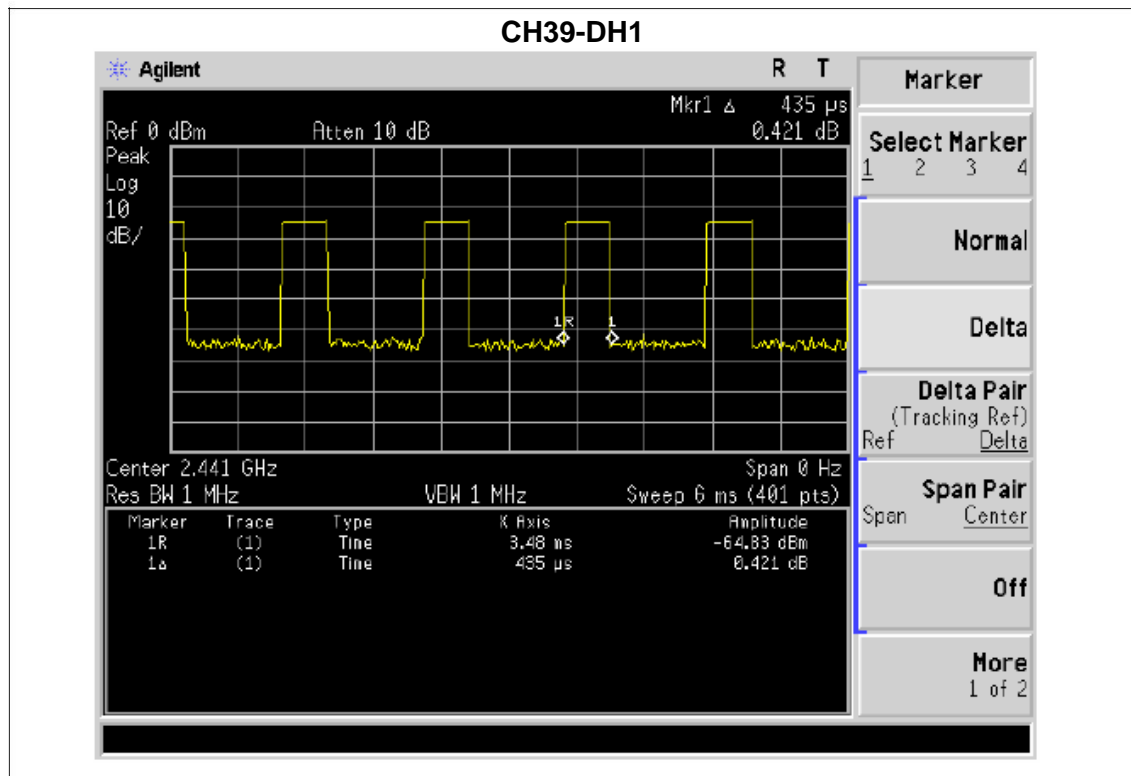 CH39-DH1
Agilent R T
Mkr1 Δ 435 µs
Ref 0 dBm Atten 10 dB 0.421 dB
Peak
Log
10
dB/
1R 1
Center 2.441 GHz Span 0 Hz
Res BW 1 MHz VBW 1 MHz Sweep 6 ms (401 pts)
Marker Trace Type X Axis Amplitude
1R (1) Time 3.48 ms -64.83 dBm
1Δ (1) Time 435 µs 0.421 dB
Marker
Select Marker
1 2 3 4
Normal
Delta
Delta Pair
(Tracking Ref)
Ref Delta
Span Pair
Span Center
Off
More
1 of 2